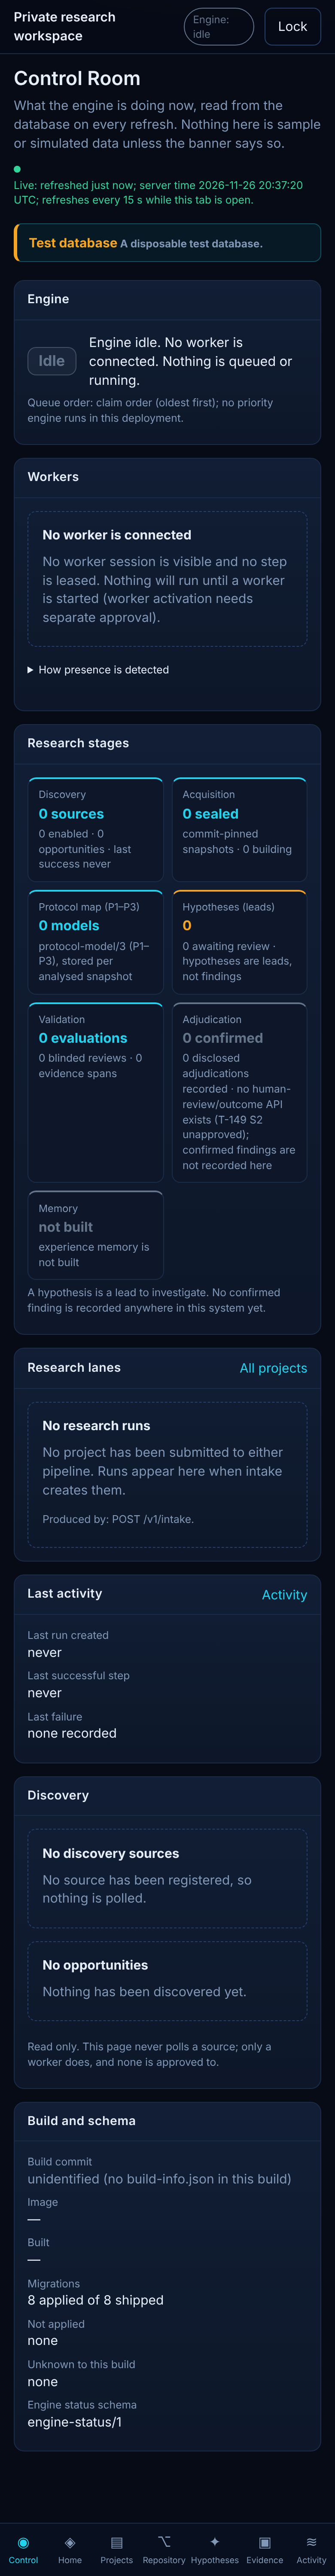 Private research
workspace
Engine:
idle
Lock
Control Room
What the engine is doing now, read from the
database on every refresh. Nothing here is sample
or simulated data unless the banner says so.
Live: refreshed just now; server time 2026-11-26 20:37:20
UTC; refreshes every 15 s while this tab is open.
Test database A disposable test database.
Engine
Idle
Engine idle. No worker is
connected. Nothing is queued or
running.
Queue order: claim order (oldest first); no priority
engine runs in this deployment.
Workers
No worker is connected
No worker session is visible and no step
is leased. Nothing will run until a worker
is started (worker activation needs
separate approval).
▶ How presence is detected
Research stages
Discovery
0 sources
0 enabled · 0
opportunities · last
success never
Acquisition
0 sealed
commit-pinned
snapshots · 0 building
Protocol map (P1–P3)
0 models
protocol-model/3 (P1–
P3), stored per
analysed snapshot
Hypotheses (leads)
0
0 awaiting review ·
hypotheses are leads,
not findings
Validation
0 evaluations
0 blinded reviews · 0
evidence spans
Adjudication
0 confirmed
0 disclosed
adjudications
recorded · no human-
review/outcome API
exists (T-149 S2
unapproved);
confirmed findings are
not recorded here
Memory
not built
experience memory is
not built
A hypothesis is a lead to investigate. No confirmed
finding is recorded anywhere in this system yet.
Research lanes
All projects
No research runs
No project has been submitted to either
pipeline. Runs appear here when intake
creates them.
Produced by: POST /v1/intake.
Last activity
Activity
Last run created
never
Last successful step
never
Last failure
none recorded
Discovery
No discovery sources
No source has been registered, so
nothing is polled.
No opportunities
Nothing has been discovered yet.
Read only. This page never polls a source; only a
worker does, and none is approved to.
Build and schema
Build commit
unidentified (no build-info.json in this build)
Image
—
Built
—
Migrations
8 applied of 8 shipped
Not applied
none
Unknown to this build
none
Engine status schema
engine-status/1
Control
Home
Projects
Repository
Hypotheses
Evidence
Activity